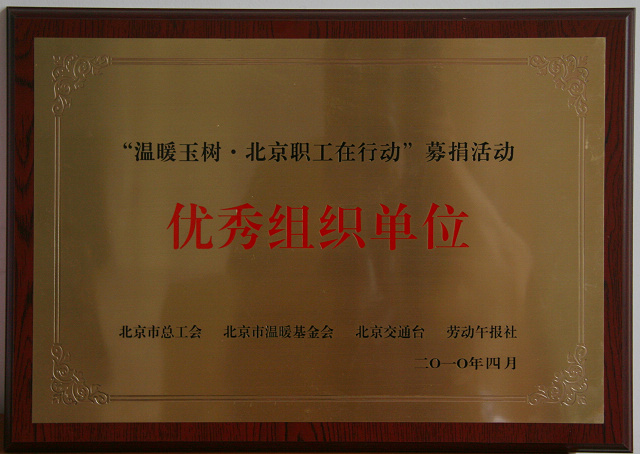 “温暖玉树·北京职工在行动”募捐活动
优秀组织单位
北京市总工会 北京市温暖基金会 北京交通台 劳动午报社
二〇一〇年四月